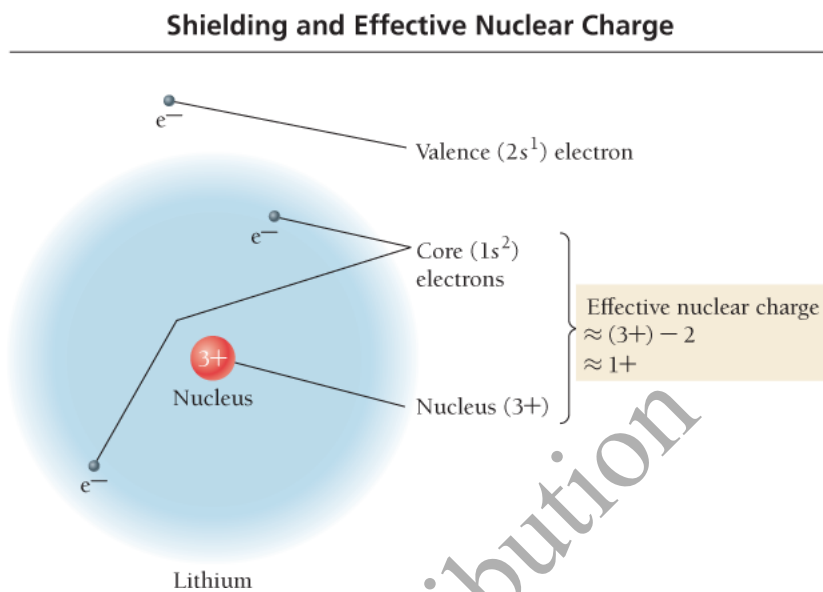 Shielding and Effective Nuclear Charge
e—
Valence (2s¹) electron
e—
Core (1s²)
electrons
Effective nuclear charge
≈ (3+) − 2
≈ 1+
3+
Nucleus
Nucleus (3+)
e—
Lithium